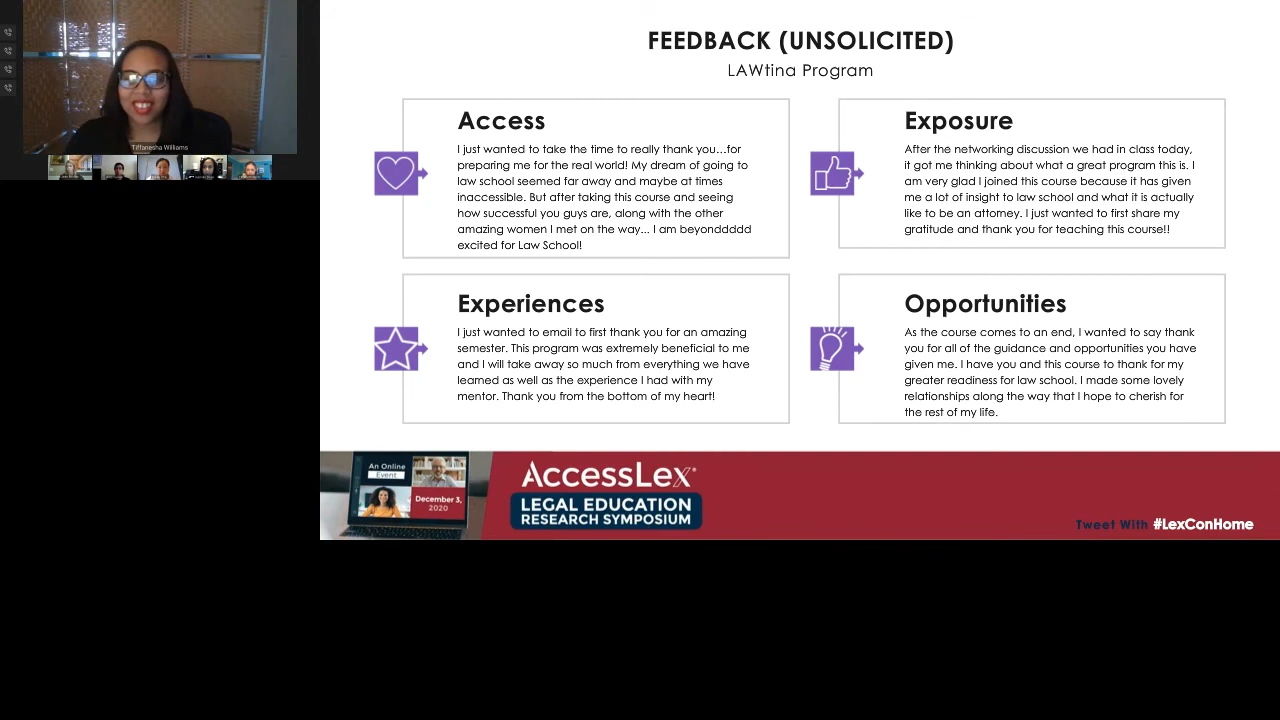 FEEDBACK (UNSOLICITED)
LAWtina Program
Access
I just wanted to take the time to really thank you...for
preparing me for the real world! My dream of going to
law school seemed far away and maybe at times
inaccessible. But after taking this course and seeing
how successful you guys are, along with the other
amazing women I met on the way... I am beyonddddd
excited for Law School!
Exposure
After the networking discussion we had in class today,
it got me thinking about what a great program this is. I
am very glad I joined this course because it has given
me a lot of insight to law school and what it is actually
like to be an attorney. I just wanted to first share my
gratitude and thank you for teaching this course!!
Experiences
I just wanted to email to first thank you for an amazing
semester. This program was extremely beneficial to me
and I will take away so much from everything we have
learned as well as the experience I had with my
mentor. Thank you from the bottom of my heart!
Opportunities
As the course comes to an end, I wanted to say thank
you for all of the guidance and opportunities you have
given me. I have you and this course to thank for my
greater readiness for law school. I made some lovely
relationships along the way that I hope to cherish for
the rest of my life.
Tiffanesha Williams
An Online
Event
December 3,
2020
AccessLex®
LEGAL EDUCATION
RESEARCH SYMPOSIUM
Tweet With #LexConHome